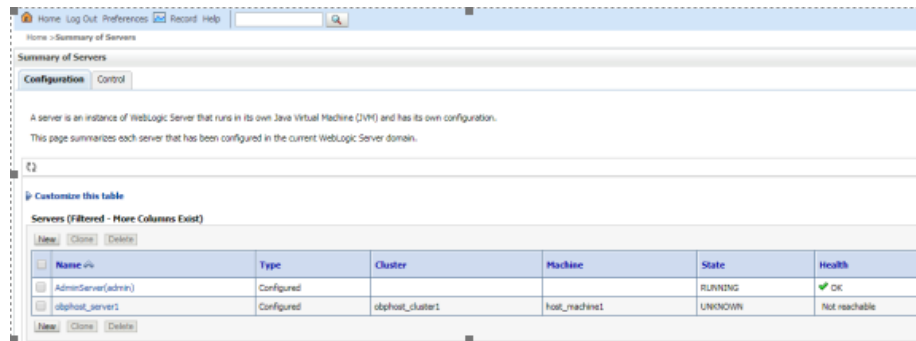 Home Log Out Preferences Record Help
Home >Summary of Servers
Summary of Servers
Configuration Control
A server is an instance of WebLogic Server that runs in its own Java Virtual Machine (JVM) and has its own configuration.
This page summarizes each server that has been configured in the current WebLogic Server domain.
Customize this table
Servers (Filtered - More Columns Exist)
New Clone Delete
Name Type Cluster Machine State Health
AdminServer(admin) Configured RUNNING OK
obphost_server1 Configured obphost_cluster1 host_machine1 UNKNOWN Not reachable
New Clone Delete